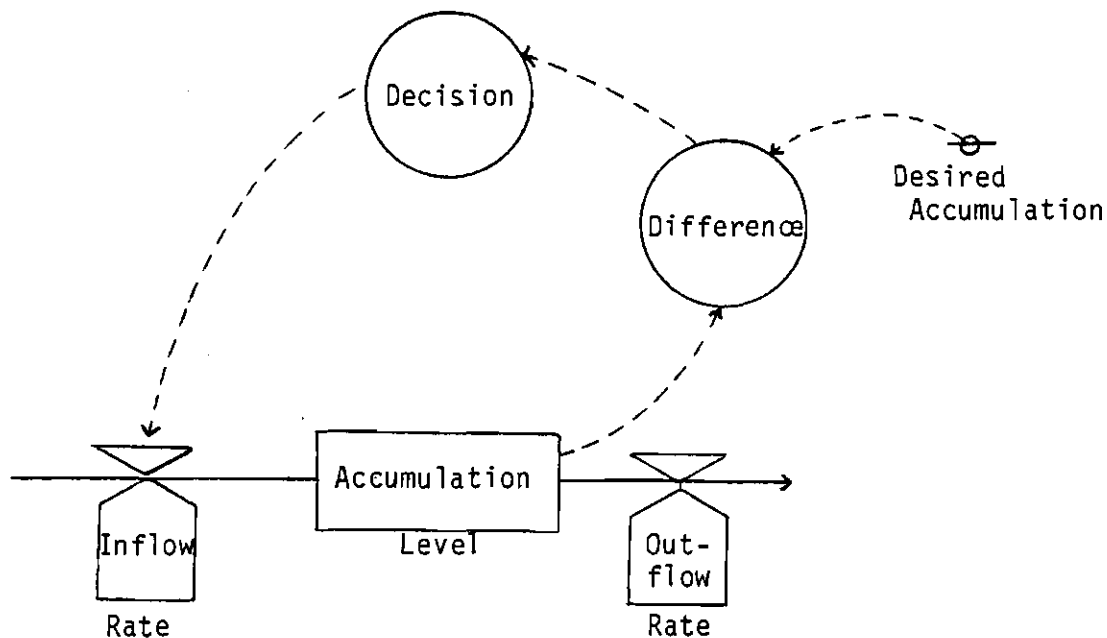 Decision
Desired
Accumulation
Difference
Accumulation
Level
Inflow
Rate
Out-
flow
Rate